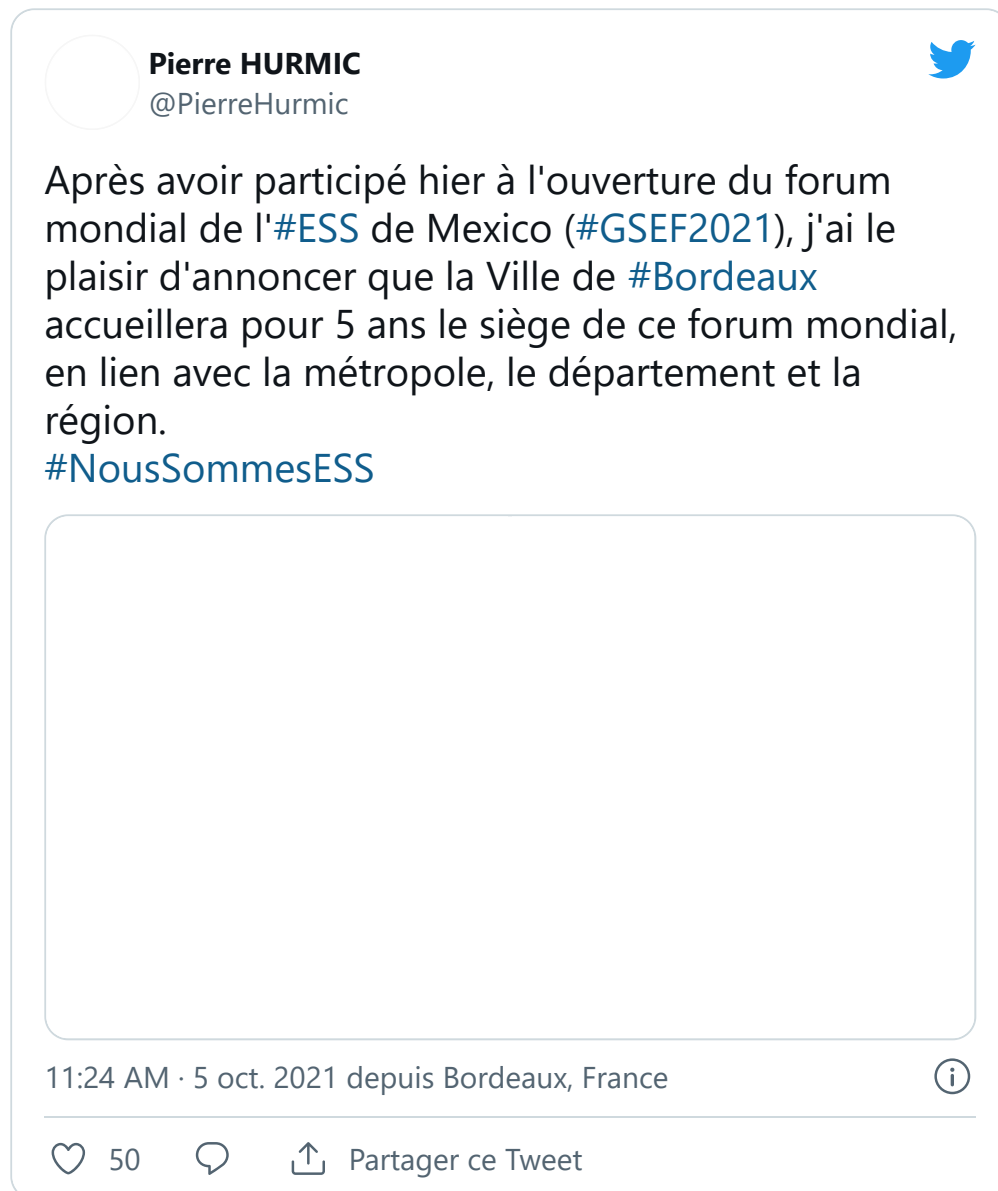 Pierre HURMIC
@PierreHurmic
Après avoir participé hier à l'ouverture du forum
mondial de l'#ESS de Mexico (#GSEF2021), j'ai le
plaisir d'annoncer que la Ville de #Bordeaux
accueillera pour 5 ans le siège de ce forum mondial,
en lien avec la métropole, le département et la
région.
#NousSommesESS
11:24 AM · 5 oct. 2021 depuis Bordeaux, France
50 Partager ce Tweet